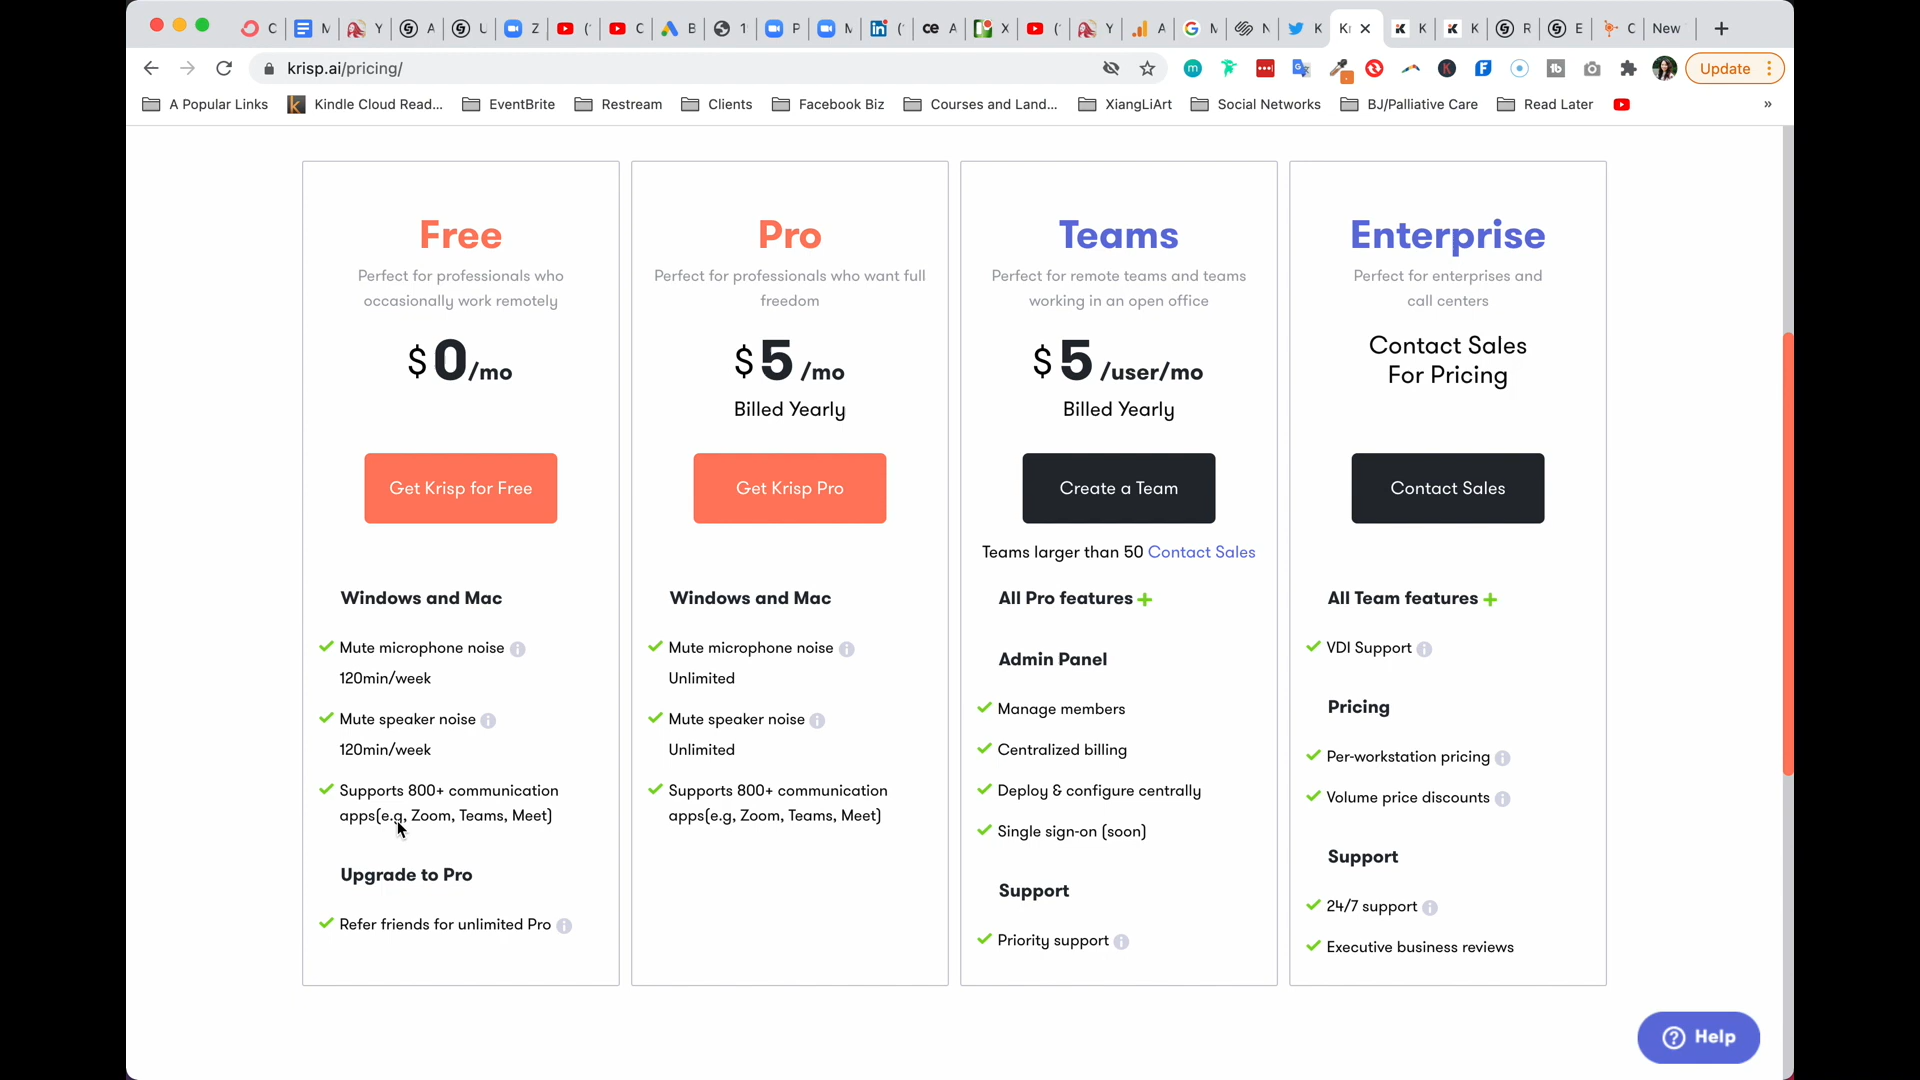 C
M
Y
A
U
Z
(
C
B
1
P
M
(
ce A
X
(
Y
A
M
N
K
Kr
K
K
R
E
C
New
krisp.ai/pricing/
Update
A Popular Links
Kindle Cloud Read...
EventBrite
Restream
Clients
Facebook Biz
Courses and Land...
XiangLiArt
Social Networks
BJ/Palliative Care
Read Later
»
Free
Perfect for professionals who
occasionally work remotely
$0/mo
Get Krisp for Free
Windows and Mac
Mute microphone noise
120min/week
Mute speaker noise
120min/week
Supports 800+ communication
apps(e.g, Zoom, Teams, Meet)
Upgrade to Pro
Refer friends for unlimited Pro
Pro
Perfect for professionals who want full
freedom
$5 /mo
Billed Yearly
Get Krisp Pro
Windows and Mac
Mute microphone noise
Unlimited
Mute speaker noise
Unlimited
Supports 800+ communication
apps(e.g, Zoom, Teams, Meet)
Teams
Perfect for remote teams and teams
working in an open office
$5 /user/mo
Billed Yearly
Create a Team
Teams larger than 50 Contact Sales
All Pro features +
Admin Panel
Manage members
Centralized billing
Deploy & configure centrally
Single sign-on (soon)
Support
Priority support
Enterprise
Perfect for enterprises and
call centers
Contact Sales
For Pricing
Contact Sales
All Team features +
VDI Support
Pricing
Per-workstation pricing
Volume price discounts
Support
24/7 support
Executive business reviews
Help